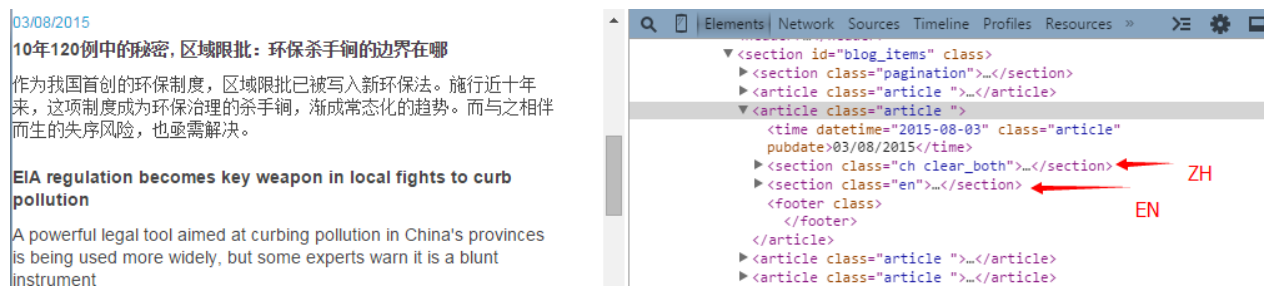 03/08/2015
10年120例中的秘密, 区域限批：环保杀手锏的边界在哪
作为我国首创的环保制度，区域限批已被写入新环保法。施行近十年
来，这项制度成为环保治理的杀手锏，渐成常态化的趋势。而与之相伴
而生的失序风险，也亟需解决。
EIA regulation becomes key weapon in local fights to curb
pollution
A powerful legal tool aimed at curbing pollution in China's provinces
is being used more widely, but some experts warn it is a blunt
instrument
Elements Network Sources Timeline Profiles Resources »
▼<section id="blog_items" class>
▶<section class="pagination">…</section>
▶<article class="article ">…</article>
▼<article class="article ">
<time datetime="2015-08-03" class="article"
pubdate>03/08/2015</time>
▶<section class="ch clear_both">…</section>
ZH
▶<section class="en">…</section>
EN
<footer class>
</footer>
</article>
▶<article class="article ">…</article>
▶<article class="article ">…</article>